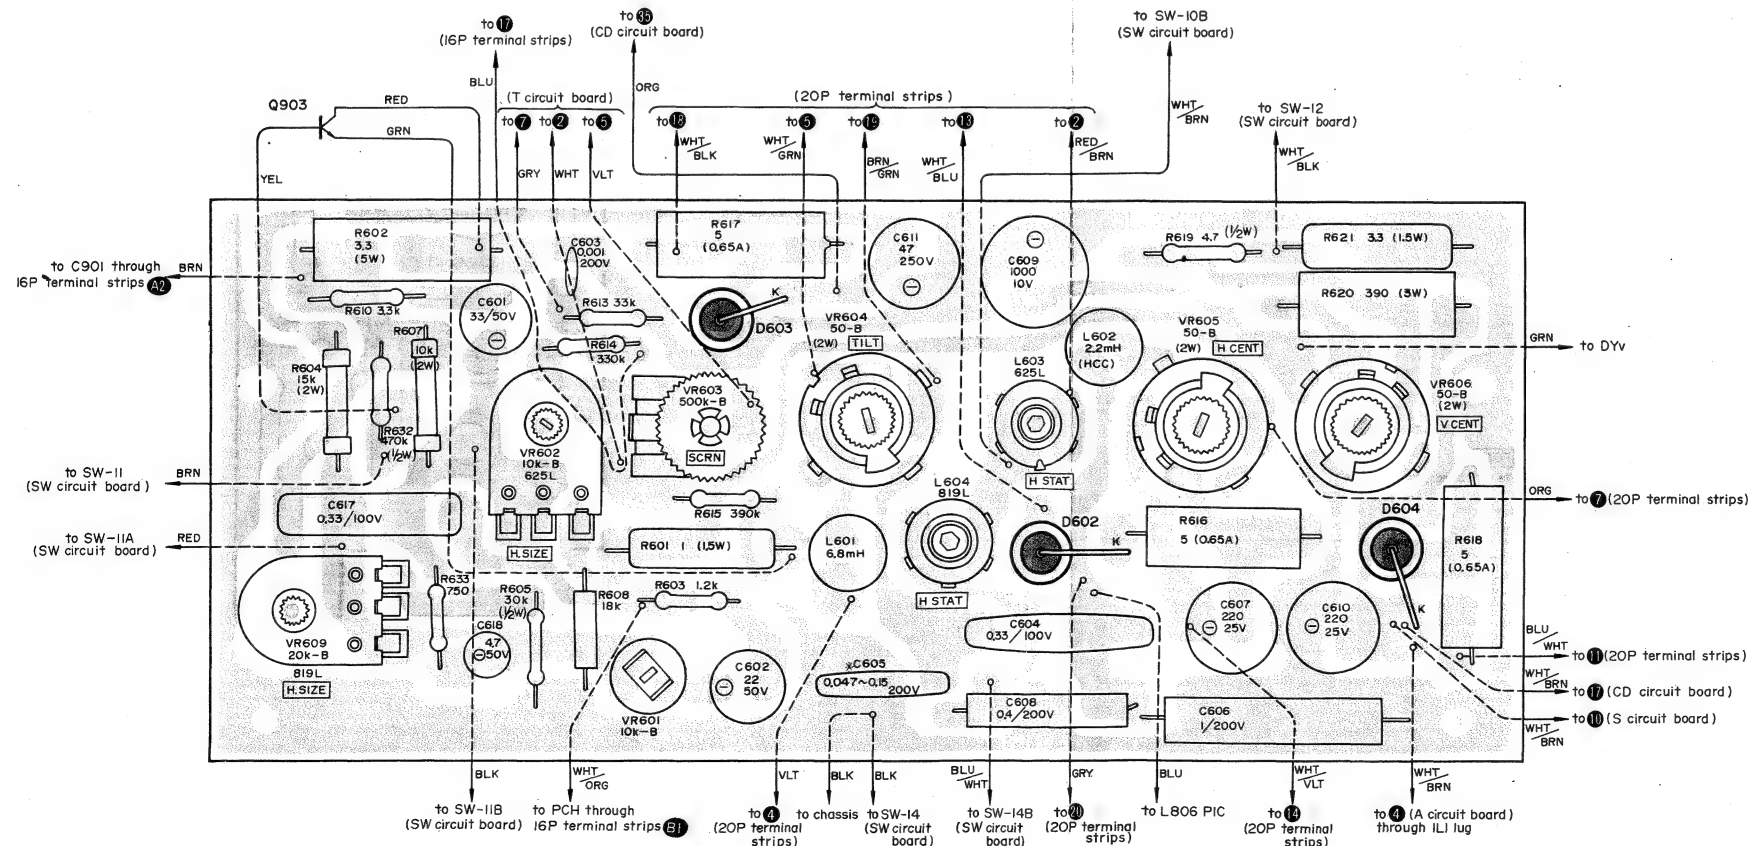 to 17
(16P terminal strips)
to 35
(CD circuit board)
to SW-10B
(SW circuit board)
BLU
ORG
(T circuit board)
(20P terminal strips)
Q903
RED
GRN
YEL
to 7
to 2
to 5
to 18
to 5
to 19
to 13
to 2
WHT/BRN
to SW-12
(SW circuit board)
GRY
WHT
VLT
WHT/BLK
WHT/GRN
BRN/GRN
WHT/BLU
RED/BRN
WHT/BLK
to C901 through
16P terminal strips A2
BRN
R602
3.3
(5W)
C603
0,001
200V
R617
5
(0,65A)
C611
47
250V
C609
1000
10V
R619 4.7 (1/2W)
R621 3.3 (1.5W)
R610 3,3k
C601
33/50V
R613 33k
K
D603
R620 390 (3W)
R607
10k
(2W)
R614
330k
VR604
50-B
(2W)
TILT
L602
2,2mH
(HCC)
VR605
50-B
(2W)
H CENT
GRN
to DYv
R604
15k
(2W)
VR603
500k-B
SCRN
L603
625L
VR606
50-B
(2W)
V CENT
R632
470k
(1/2W)
VR602
10k-B
625L
H STAT
to SW-11
(SW circuit board)
BRN
C617
0,33/100V
R615 390k
L604
819L
ORG
to 7 (20P terminal strips)
to SW-11A
(SW circuit board)
RED
H.SIZE
R601 1 (1,5W)
L601
6,8mH
D602
K
R616
5 (0.65A)
D604
K
R618
5
(0.65A)
R633
750
R605
30k
(1/2W)
R608
18k
R603 1.2k
H STAT
VR609
20k-B
819L
H.SIZE
C618
4,7
50V
C604
0,33/100V
C607
220
25V
C610
220
25V
BLU/WHT
to 11 (20P terminal strips)
VR601
10k-B
C602
22
50V
xC605
0,047~0,15
200V
C608
0,4/200V
C606
1/200V
WHT/BRN
to 17 (CD circuit board)
to 10 (S circuit board)
WHT/BRN
BLK
WHT/ORG
VLT
BLK
BLK
BLU/WHT
GRY
BLU
WHT/VLT
WHT/BRN
to SW-11B
(SW circuit board)
to PCH through
16P terminal strips B1
to 4
(20P terminal
strips)
to chassis
to SW-14
(SW circuit
board)
to SW-14B
(SW circuit
board)
to 20
(20P terminal
strips)
to L806 PIC
to 14
(20P terminal
strips)
to 4 (A circuit board)
through 1L1 lug